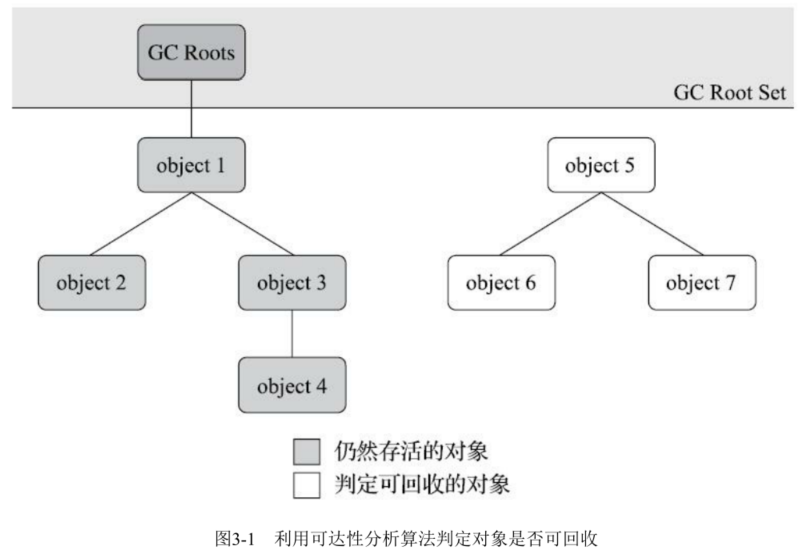 GC Roots
GC Root Set
object 1
object 5
object 2
object 3
object 6
object 7
object 4
仍然存活的对象
判定可回收的对象
图3-1 利用可达性分析算法判定对象是否可回收